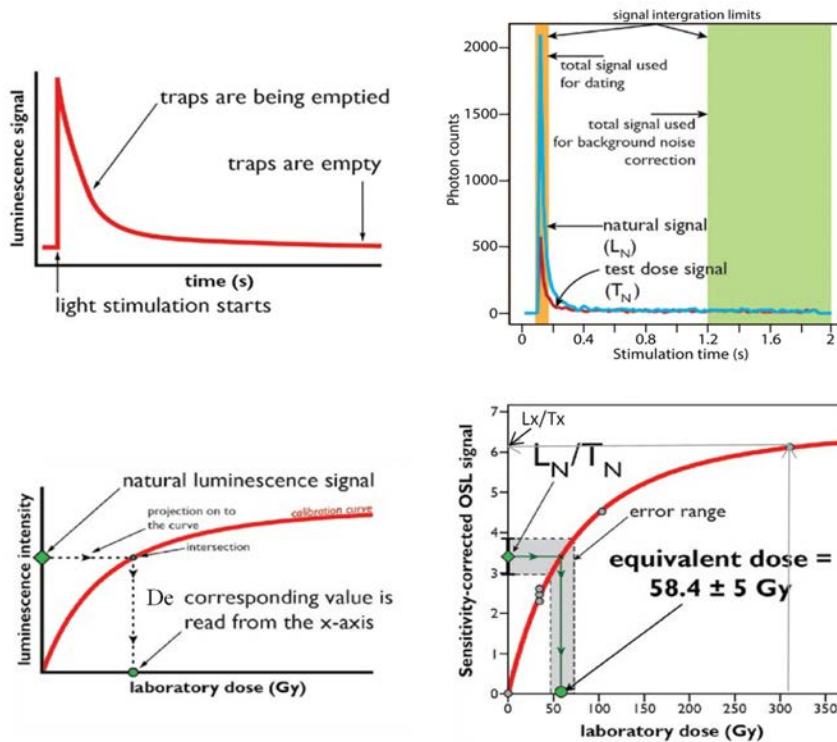 luminescence signal
traps are being emptied
traps are empty
time (s)
light stimulation starts
signal intergration limits
Photon counts
2000
1500
1000
500
0
total signal used
for dating
total signal used
for background noise
correction
natural signal
(LN)
test dose signal
(TN)
0 0.4 0.8 1.2 1.6 2
Stimulation time (s)
luminescence intensity
natural luminescence signal
projection on to
the curve
calibration curve
intersection
De corresponding value is
read from the x-axis
laboratory dose (Gy)
Sensitivity-corrected OSL signal
7
6
5
4
3
2
1
0
Lx/Tx
LN/TN
error range
equivalent dose =
58.4 ± 5 Gy
0 50 100 150 200 250 300 350
laboratory dose (Gy)